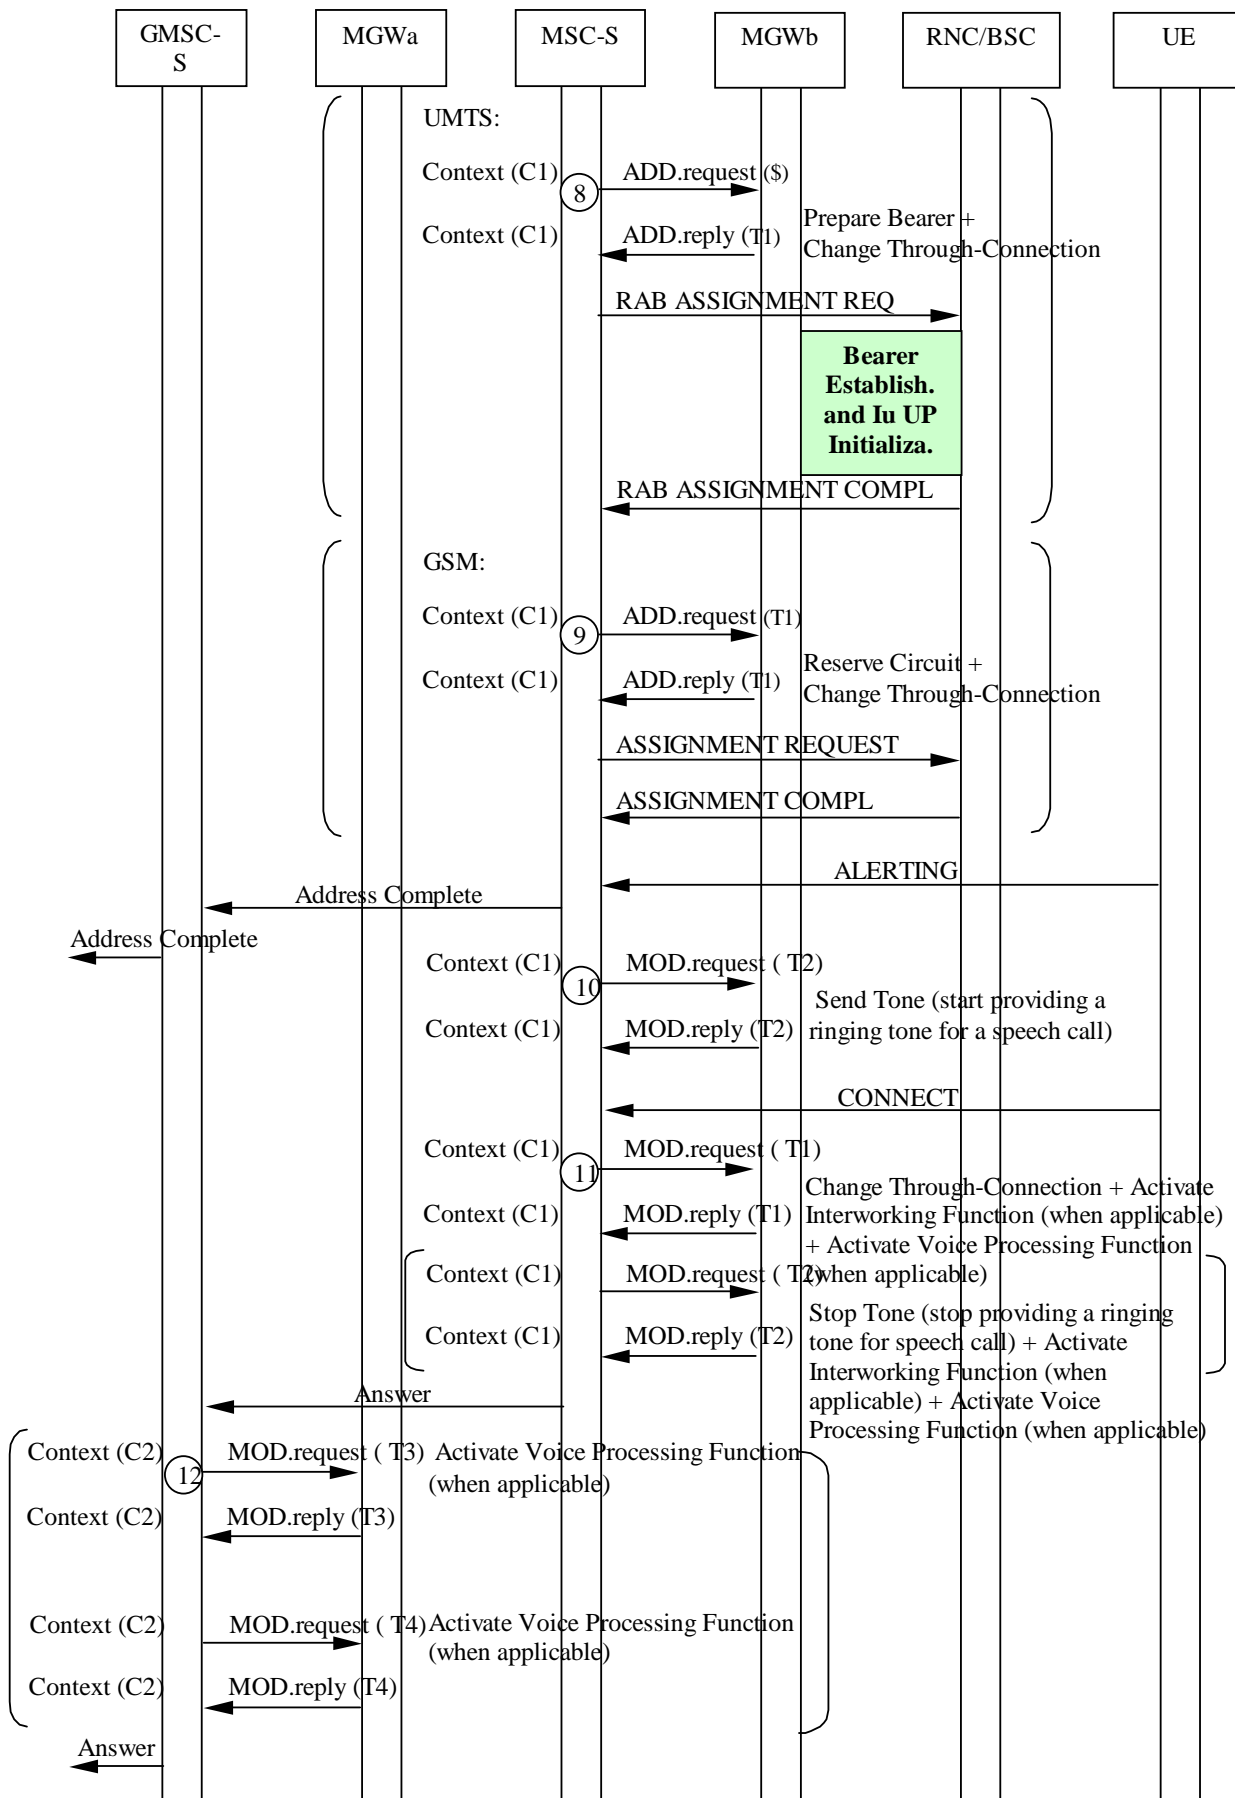 GMSC-
S
MGWa
MSC-S
MGWb
RNC/BSC
UE
UMTS:
Context (C1)
8
ADD.request ($)
Context (C1)
ADD.reply (T1)
Prepare Bearer +
Change Through-Connection
RAB ASSIGNMENT REQ
Bearer
Establish.
and Iu UP
Initializa.
RAB ASSIGNMENT COMPL
GSM:
Context (C1)
9
ADD.request (T1)
Context (C1)
ADD.reply (T1)
Reserve Circuit +
Change Through-Connection
ASSIGNMENT REQUEST
ASSIGNMENT COMPL
ALERTING
Address Complete
Address Complete
Context (C1)
10
MOD.request ( T2)
Context (C1)
MOD.reply (T2)
Send Tone (start providing a
ringing tone for a speech call)
CONNECT
Context (C1)
11
MOD.request ( T1)
Context (C1)
MOD.reply (T1)
Change Through-Connection + Activate
Interworking Function (when applicable)
+ Activate Voice Processing Function
(when applicable)
Context (C1)
MOD.request ( T2)
Context (C1)
MOD.reply (T2)
Stop Tone (stop providing a ringing
tone for speech call) + Activate
Interworking Function (when
applicable) + Activate Voice
Processing Function (when applicable)
Answer
Context (C2)
12
MOD.request ( T3)
Activate Voice Processing Function
(when applicable)
Context (C2)
MOD.reply (T3)
Context (C2)
MOD.request ( T4)
Activate Voice Processing Function
(when applicable)
Context (C2)
MOD.reply (T4)
Answer